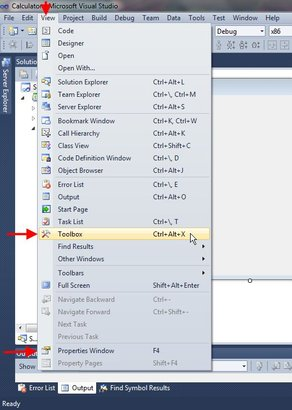 Calculator - Microsoft Visual Studio
View Project Build Debug Team Data Tools Test Window Help
Debug x86
Server Explorer
Code
Designer
Open
Open With...
Solution Explorer Ctrl+Alt+L
Team Explorer Ctrl+\, Ctrl+M
Server Explorer Ctrl+Alt+S
Bookmark Window Ctrl+K, Ctrl+W
Call Hierarchy Ctrl+Alt+K
Class View Ctrl+Shift+C
Code Definition Window Ctrl+\, D
Object Browser Ctrl+Alt+J
Error List Ctrl+\, E
Output Ctrl+Alt+O
Start Page
Task List Ctrl+\, T
Toolbox Ctrl+Alt+X
Find Results
Other Windows
Toolbars
Full Screen Shift+Alt+Enter
Navigate Backward Ctrl+-
Navigate Forward Ctrl+Shift+-
Next Task
Previous Task
Properties Window F4
Property Pages Shift+F4
Error List Output Find Symbol Results
Ready